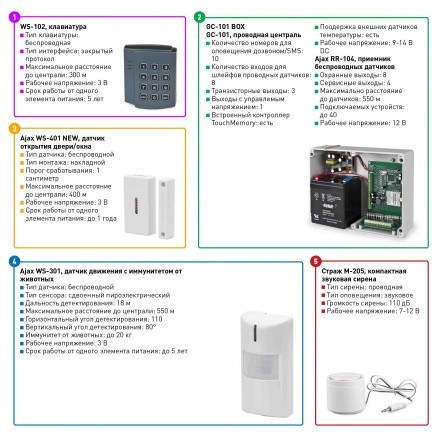 1
WS-102, клавиатура
• Тип клавиатуры:
беспроводная
• Тип интерфейса: закрытый
протокол
• Максимальное расстояние
до централи: 300 м
• Рабочее напряжение: 3 В
• Срок работы от одного
элемента питания: 5 лет
2
GC-101 BOX
GC-101, проводная централь
• Количество номеров для
оповещения дозвоном/SMS:
10
• Количество входов для
шлейфов проводных датчиков:
8
• Транзисторные выходы: 3
• Выходы с управляемым
напряжением: 1
• Встроенный контроллер
TouchMemory: есть
• Поддержка внешних датчиков
температуры: есть
• Рабочее напряжение: 9-14 В
DC
Ajax RR-104, приемник
беспроводных датчиков
• Охранные выходы: 8
• Сервисные выходы: 4
• Максимально расстояние
до датчиков: 550 м
• Подключаемых устройств:
до 40
• Рабочее напряжение: 12 В
3
Ajax WS-401 NEW, датчик
открытия двери/окна
• Тип датчика: беспроводной
• Тип монтажа: накладной
• Порог срабатывания: 1
сантиметр
• Максимальное расстояние
до централи: 400 м
• Рабочее напряжение: 3 В
• Срок работы от одного
элемента питания: до 1 года
4
Ajax WS-301, датчик движения с иммунитетом от
животных
• Тип датчика: беспроводной
• Тип сенсора: сдвоенный пироэлектрический
• Дальность детектирования: 18 м
• Максимальное расстояние до централи: 550 м
• Горизонтальный угол детектирования: 110
• Вертикальный угол детектирования: 80°
• Иммунитет от животных: до 20 кг
• Рабочее напряжение: 3 В
• Срок работы от одного элемента питания: до 5 лет
5
Страж М-205, компактная
звуковая сирена
• Тип сирены: проводная
• Тип оповещения: звуковое
• Громкость сирены: 110 дБ
• Рабочее напряжение: 7-12 В